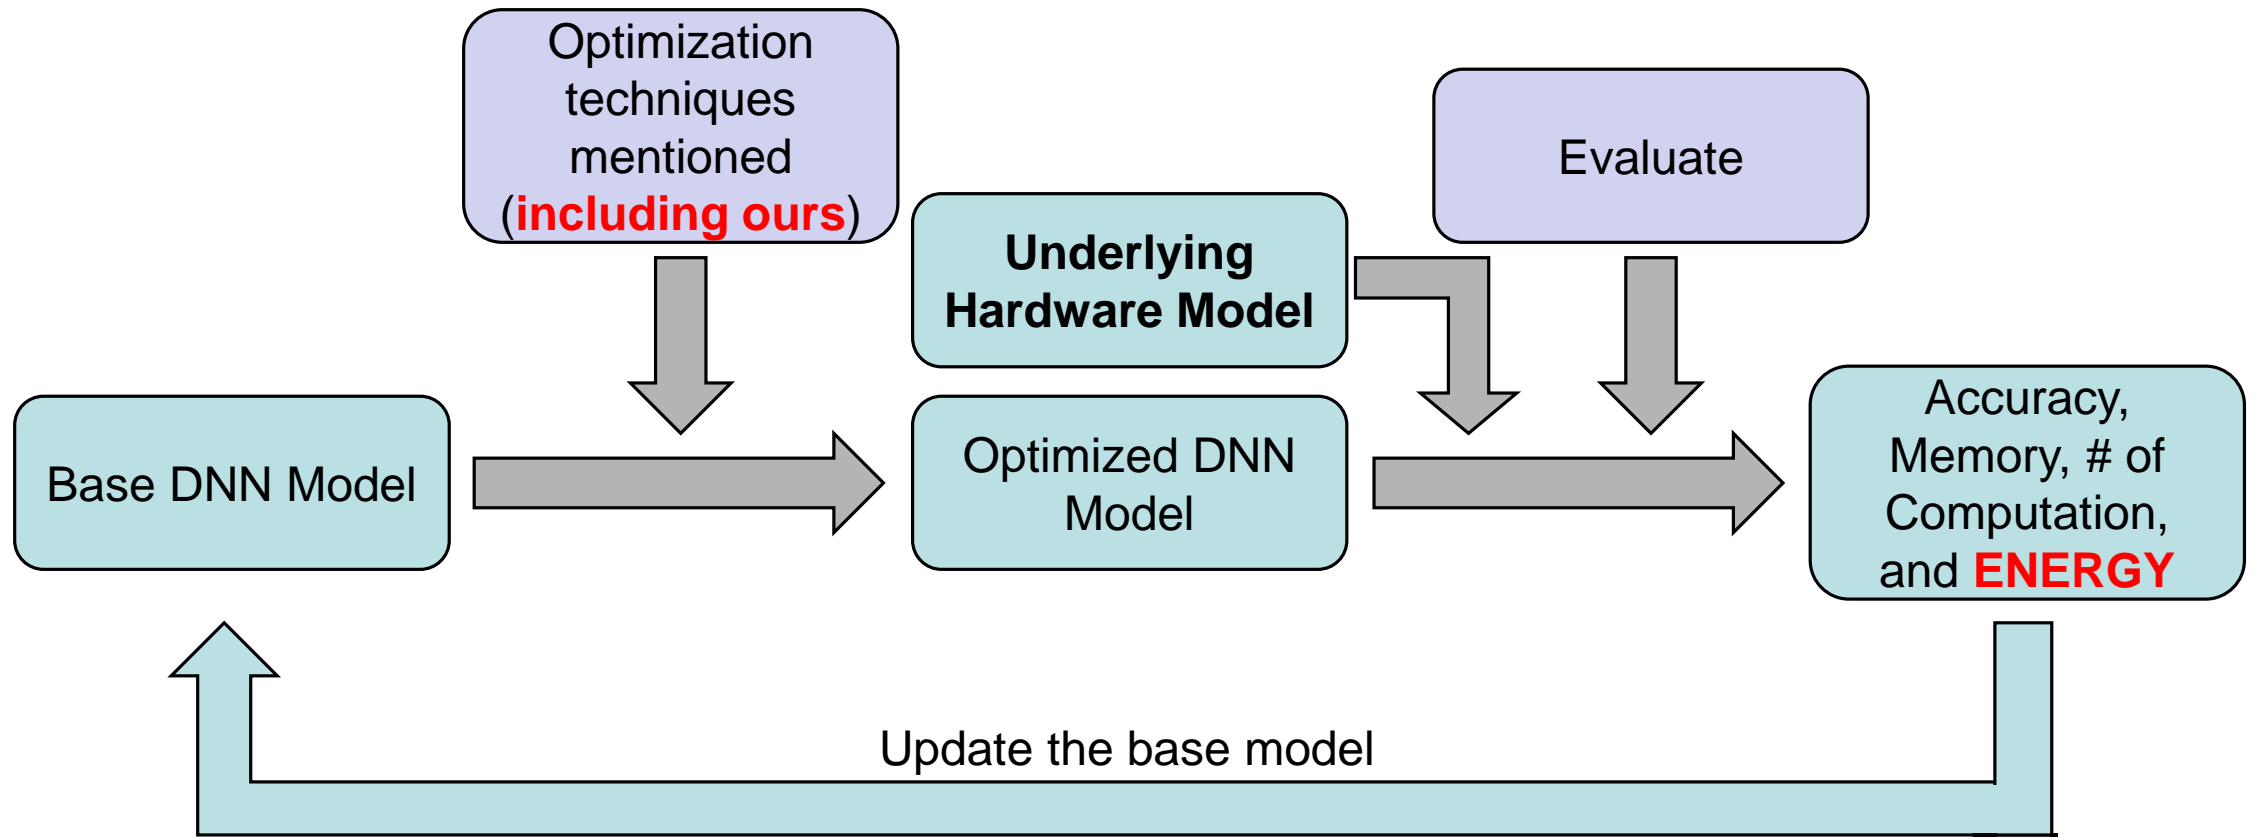 Optimization
techniques
mentioned
(including ours)
Evaluate
Underlying
Hardware Model
Base DNN Model
Optimized DNN
Model
Accuracy,
Memory, # of
Computation,
and ENERGY
Update the base model